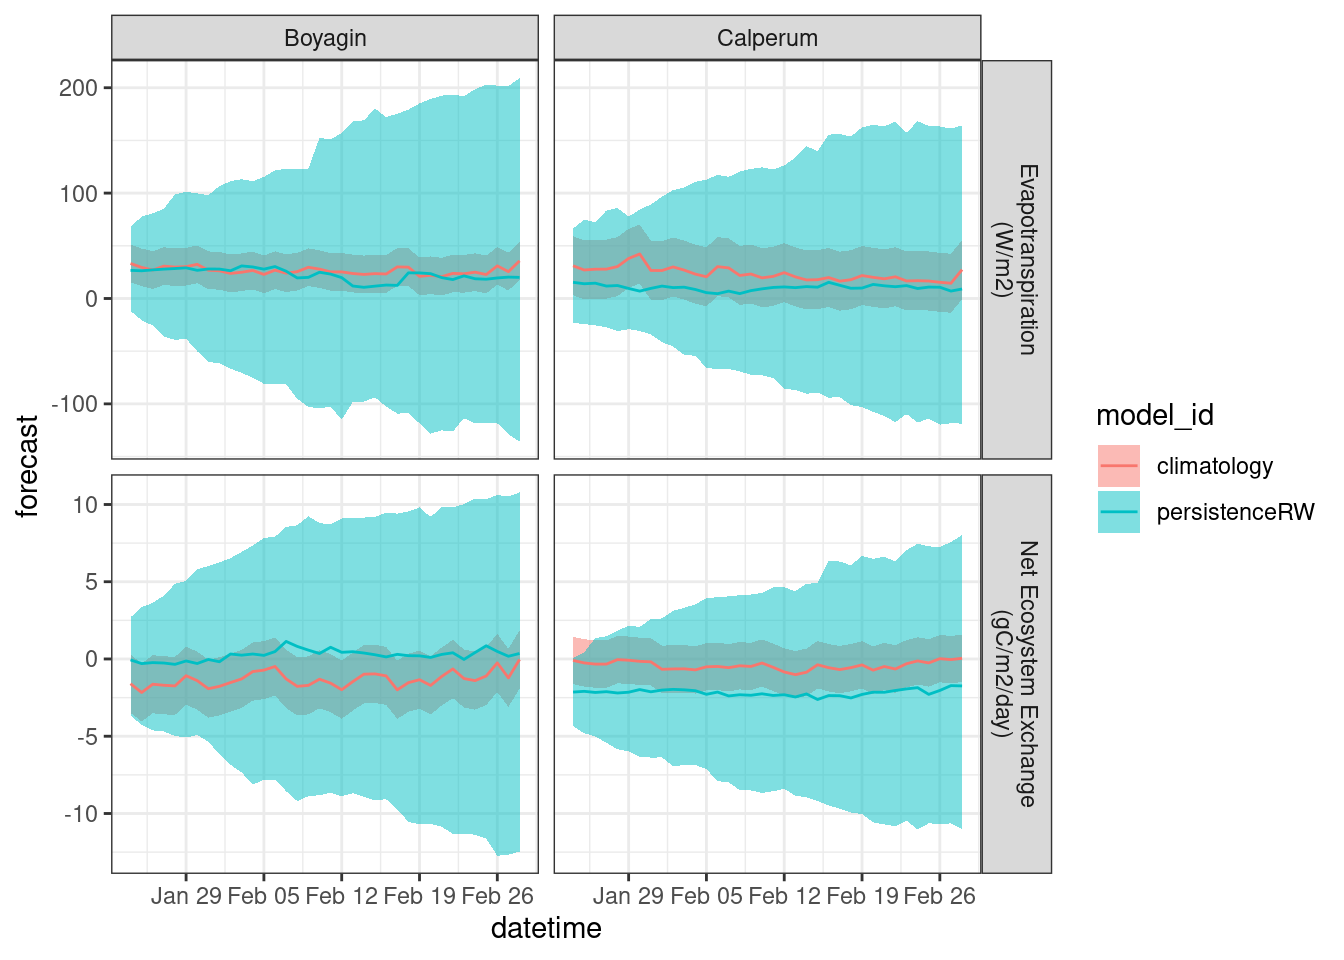 Boyagin
Calperum
200
100
0
-100
Evapotranspiration
(W/m2)
10
5
0
-5
-10
Net Ecosystem Exchange
(gC/m2/day)
forecast
Jan 29 Feb 05 Feb 12 Feb 19 Feb 26
Jan 29 Feb 05 Feb 12 Feb 19 Feb 26
datetime
model_id
climatology
persistenceRW